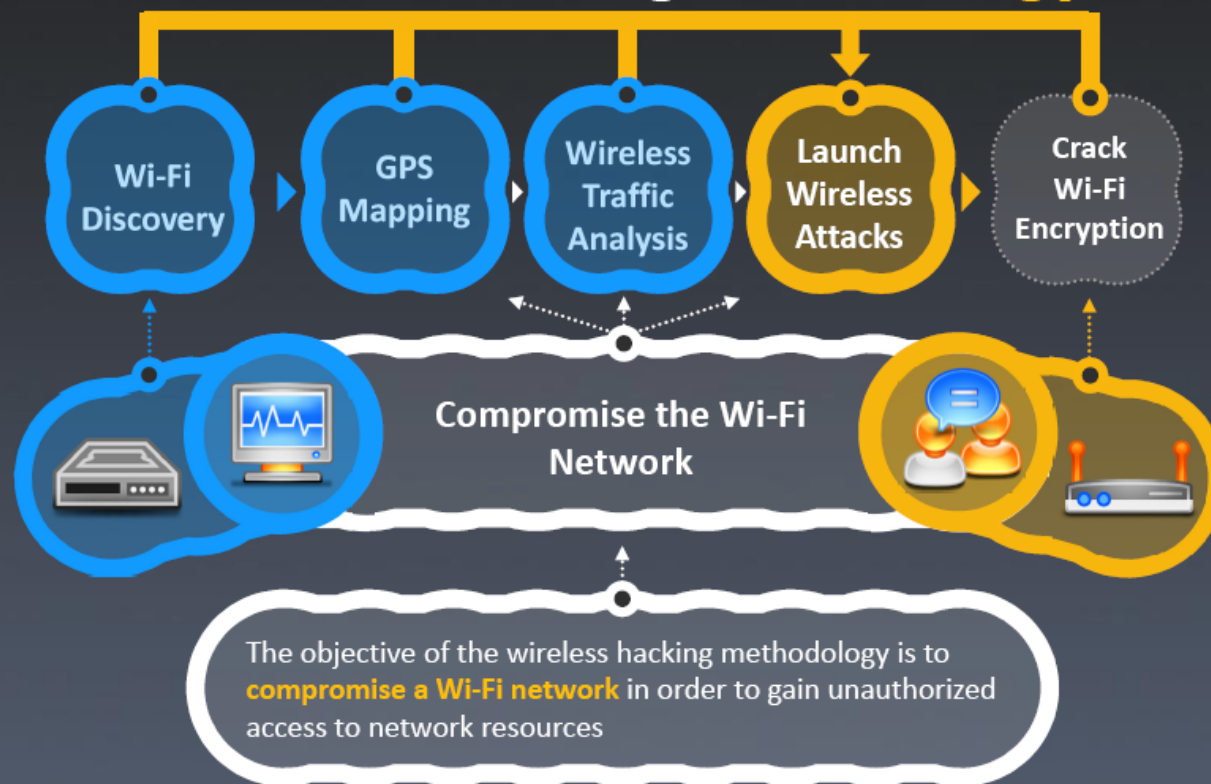 Wi-Fi
Discovery
GPS
Mapping
Wireless
Traffic
Analysis
Launch
Wireless
Attacks
Crack
Wi-Fi
Encryption
Compromise the Wi-Fi
Network
The objective of the wireless hacking methodology is to
compromise a Wi-Fi network in order to gain unauthorized
access to network resources